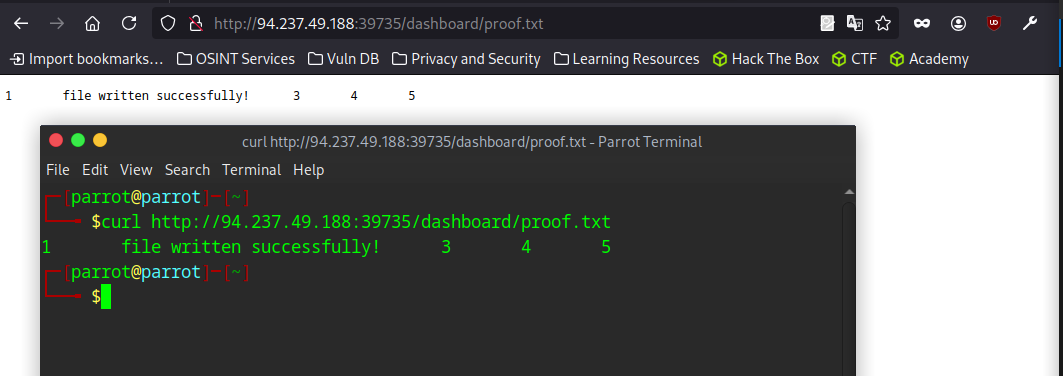 http://94.237.49.188:39735/dashboard/proof.txt
Import bookmarks... OSINT Services Vuln DB Privacy and Security Learning Resources Hack The Box CTF Academy
1 file written successfully! 3 4 5
curl http://94.237.49.188:39735/dashboard/proof.txt - Parrot Terminal
File Edit View Search Terminal Help
┌─[parrot@parrot]─[~]
└──╼ $curl http://94.237.49.188:39735/dashboard/proof.txt
1 file written successfully! 3 4 5
┌─[parrot@parrot]─[~]
└──╼ $